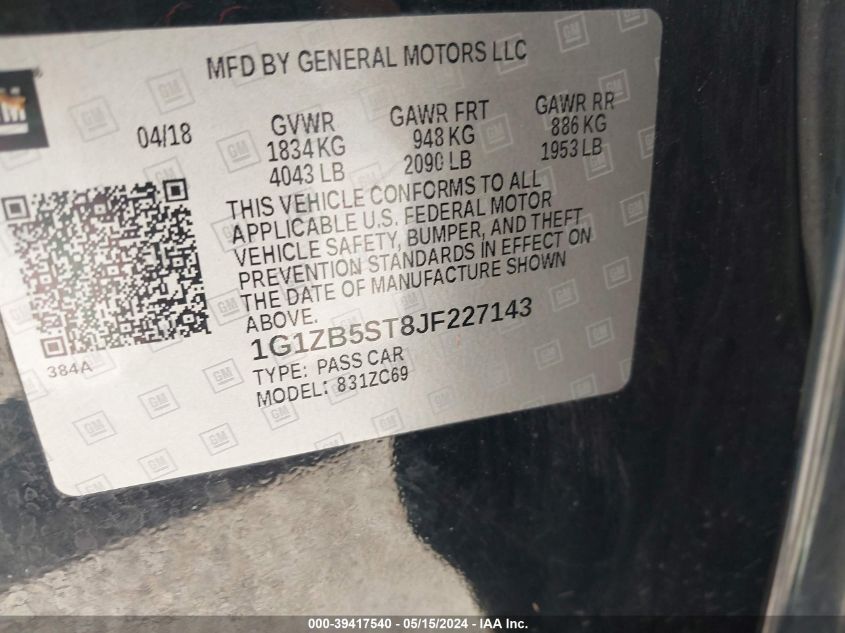 MFD BY GENERAL MOTORS LLC
04/18
GVWR
1834 KG
4043 LB
GAWR FRT
948 KG
2090 LB
GAWR RR
886 KG
1953 LB
THIS VEHICLE CONFORMS TO ALL
APPLICABLE U.S. FEDERAL MOTOR
VEHICLE SAFETY, BUMPER, AND THEFT
PREVENTION STANDARDS IN EFFECT ON
THE DATE OF MANUFACTURE SHOWN
ABOVE.
1G1ZB5ST8JF227143
TYPE: PASS CAR
MODEL: 831ZC69
384A
000-39417540 - 05/15/2024 - IAA Inc.